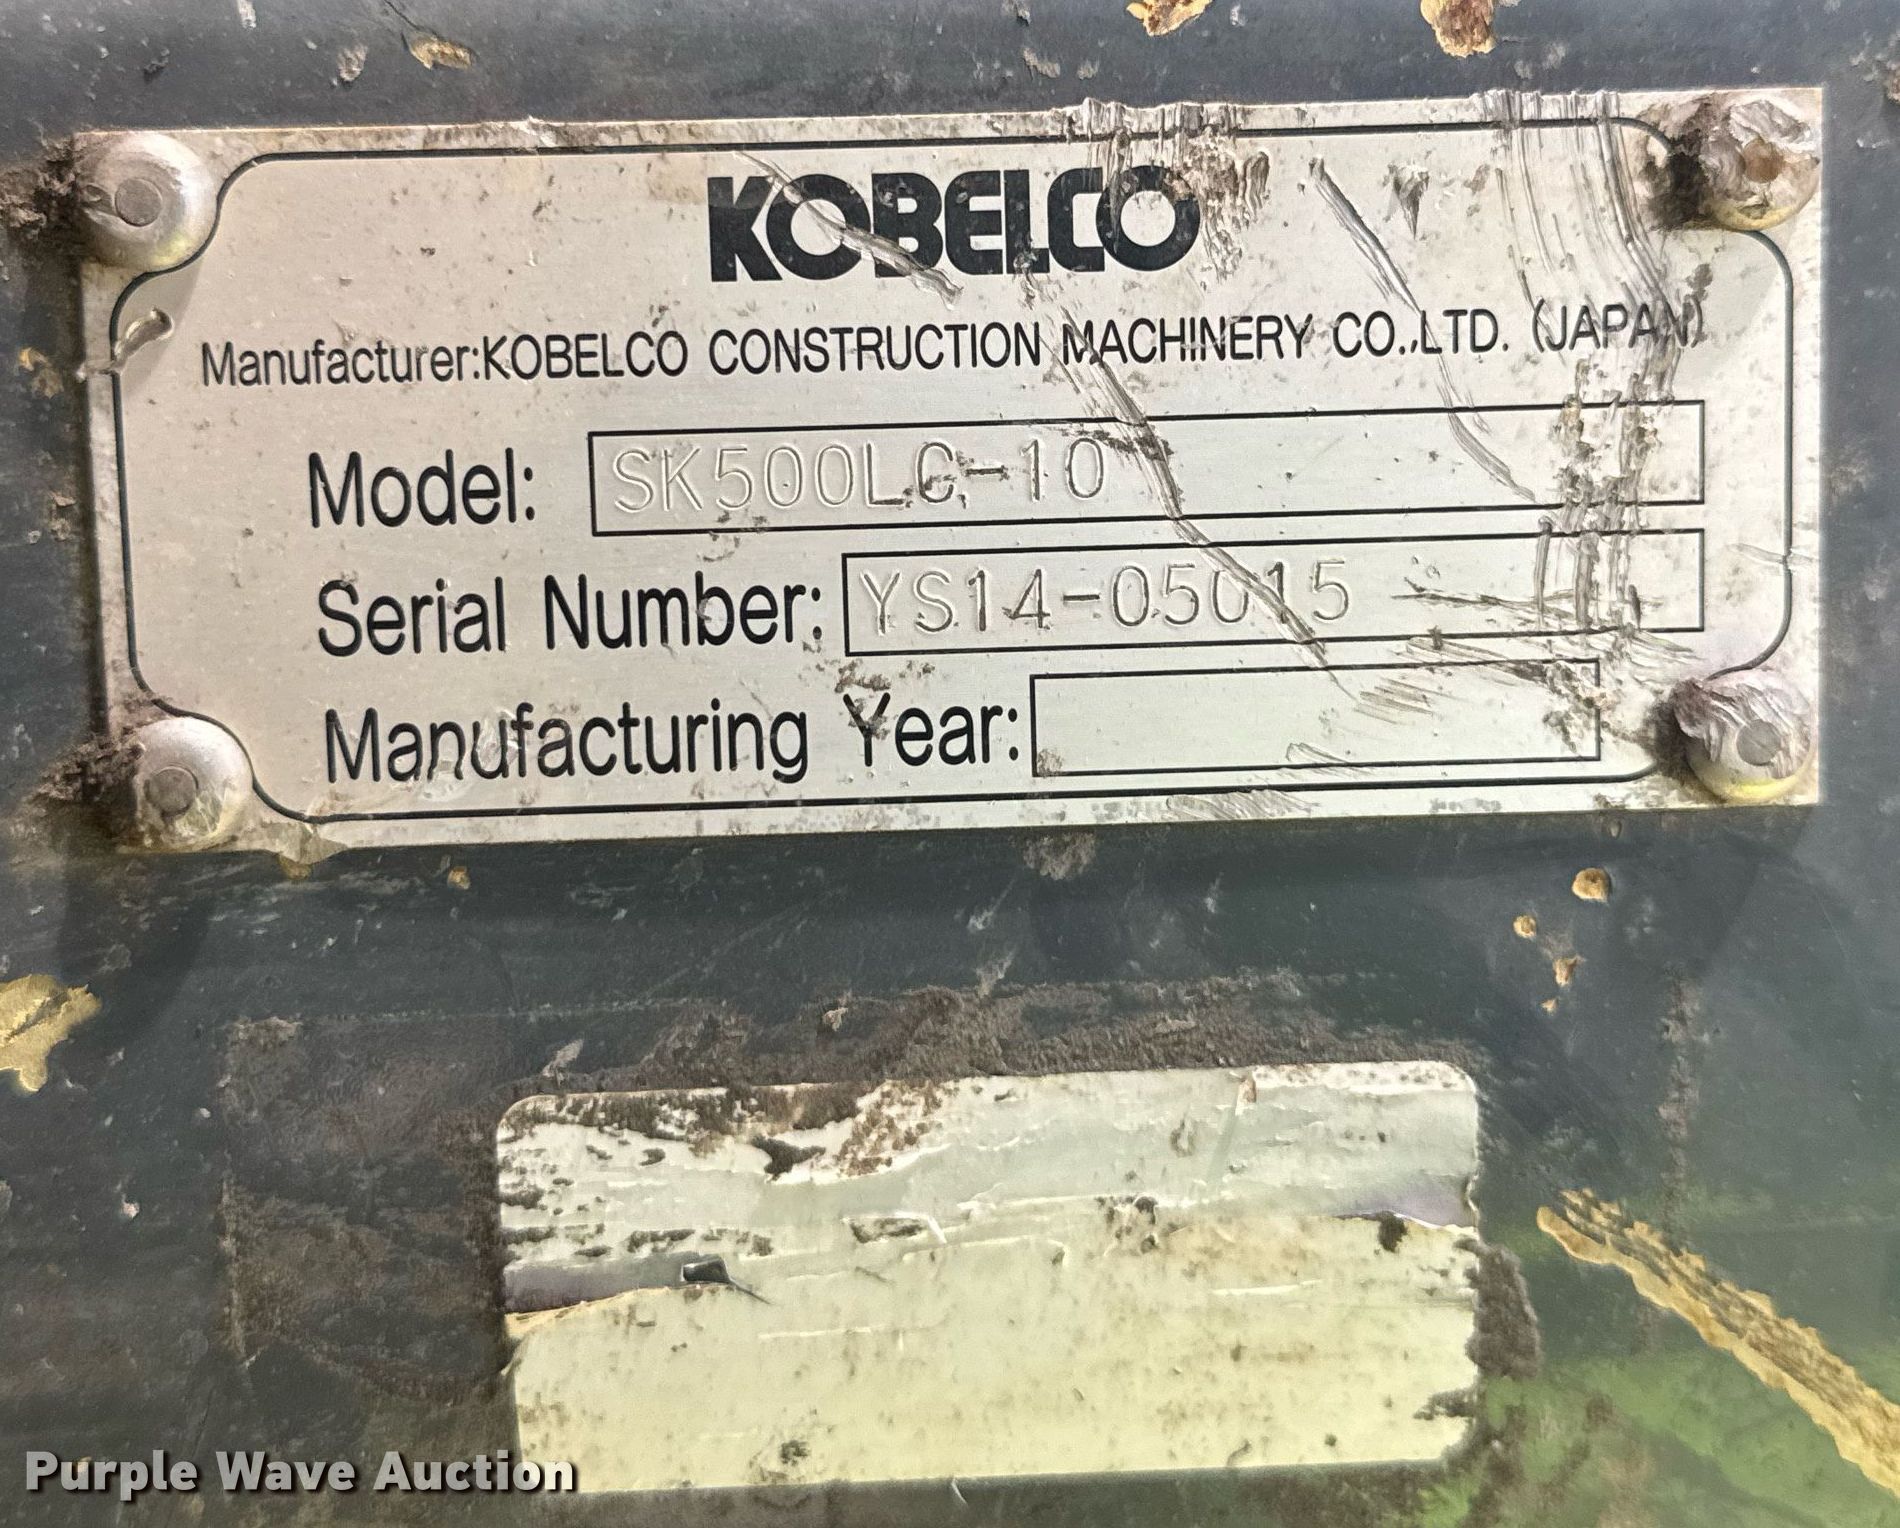 KOBELCO
Manufacturer:KOBELCO CONSTRUCTION MACHINERY CO.,LTD. (JAPAN)
Model: SK500LC-10
Serial Number: YS14-05015
Manufacturing Year:
Purple Wave Auction